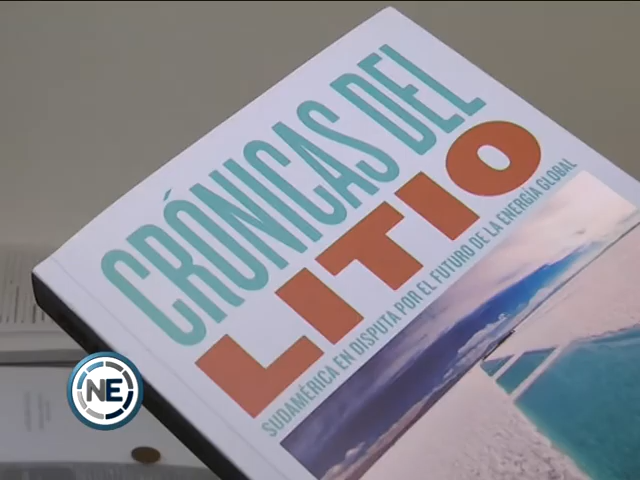 CRÓNICAS DEL
LITIO
SUDAMÉRICA EN DISPUTA POR EL FUTURO DE LA ENERGÍA GLOBAL
NE